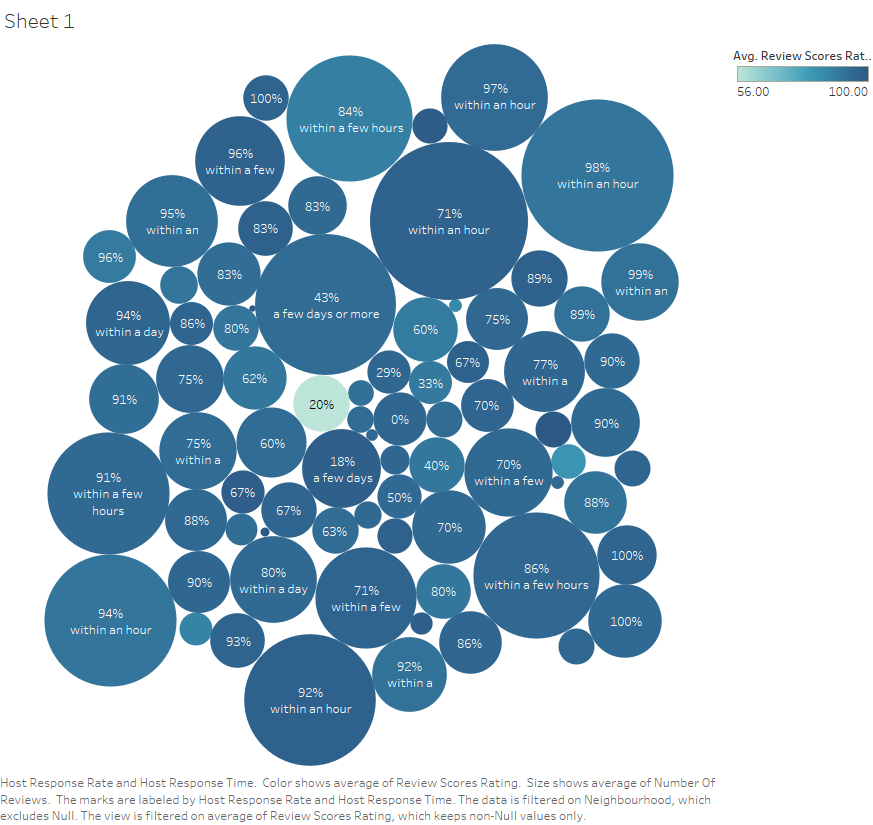 Sheet 1
Avg. Review Scores Rat..
56.00 100.00
97%
within an hour
100%
84%
within a few hours
96%
within a few
98%
within an hour
95%
within an
83%
83%
71%
within an hour
96%
83%
89%
99%
within an
43%
a few days or more
94%
within a day
86%
80%
60%
75%
89%
75%
62%
29%
33%
67%
77%
within a
90%
91%
20%
0%
70%
90%
75%
within a
60%
18%
a few days
40%
70%
within a few
91%
within a few
hours
67%
67%
50%
88%
88%
63%
70%
90%
80%
within a day
71%
within a few
80%
86%
within a few hours
100%
94%
within an hour
93%
86%
100%
92%
within an hour
92%
within a
Host Response Rate and Host Response Time.  Color shows average of Review Scores Rating.  Size shows average of Number Of
Reviews.  The marks are labeled by Host Response Rate and Host Response Time. The data is filtered on Neighbourhood, which
excludes Null. The view is filtered on average of Review Scores Rating, which keeps non-Null values only.